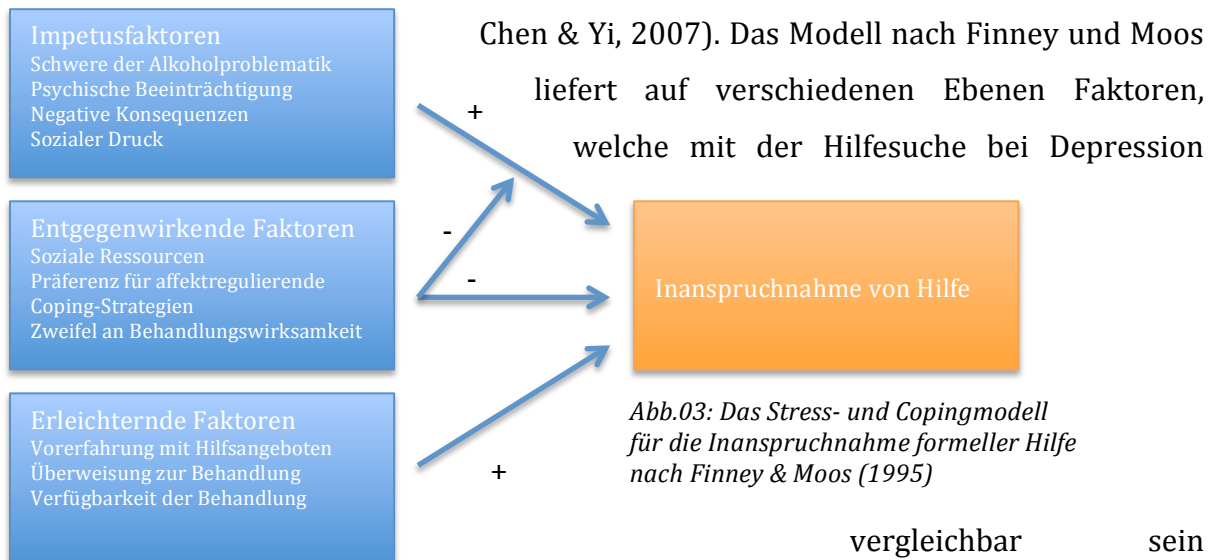 Chen & Yi, 2007). Das Modell nach Finney und Moos
liefert auf verschiedenen Ebenen Faktoren,
welche mit der Hilfesuche bei Depression
Impetusfaktoren
Schwere der Alkoholproblematik
Psychische Beeinträchtigung
Negative Konsequenzen
Sozialer Druck
+
Entgegenwirkende Faktoren
Soziale Ressourcen
Präferenz für affektregulierende
Coping-Strategien
Zweifel an Behandlungswirksamkeit
-
-
Inanspruchnahme von Hilfe
Erleichternde Faktoren
Vorerfahrung mit Hilfsangeboten
Überweisung zur Behandlung
Verfügbarkeit der Behandlung
+
Abb.03: Das Stress- und Copingmodell
für die Inanspruchnahme formeller Hilfe
nach Finney & Moos (1995)
vergleichbar sein